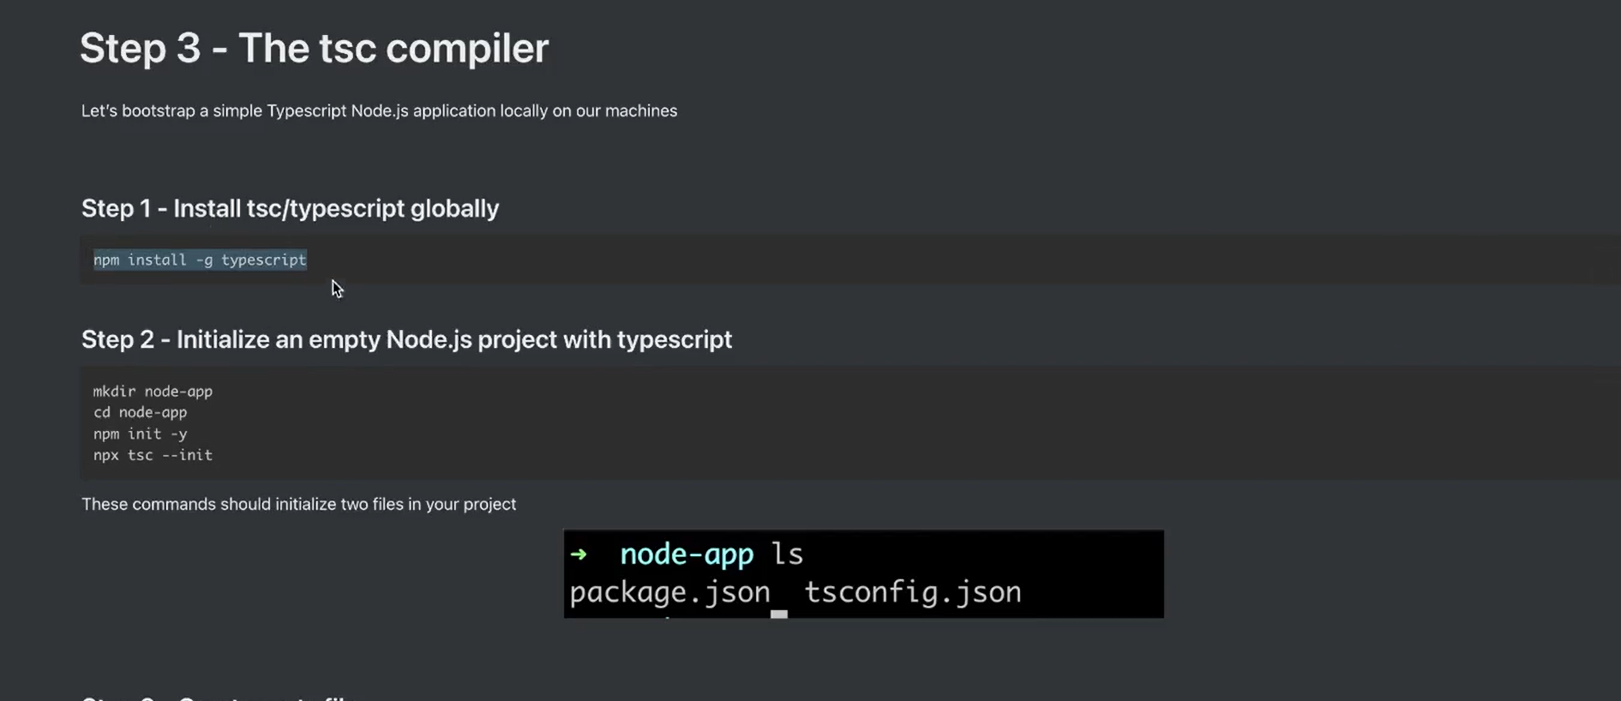 Step 3 - The tsc compiler
Let's bootstrap a simple Typescript Node.js application locally on our machines
Step 1 - Install tsc/typescript globally
npm install -g typescript
Step 2 - Initialize an empty Node.js project with typescript
mkdir node-app
cd node-app
npm init -y
npx tsc --init
These commands should initialize two files in your project
→ node-app ls
package.json tsconfig.json